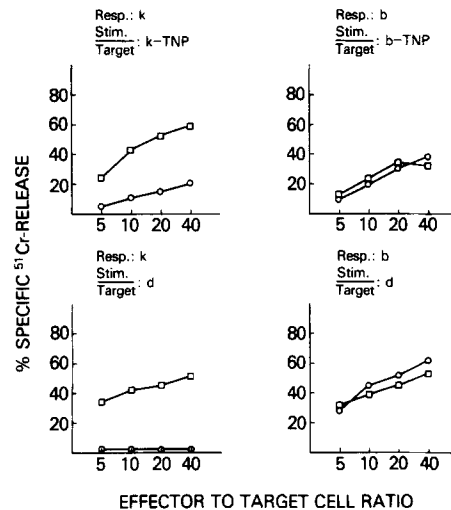 Resp.: k
Stim.
Target : k-TNP
Resp.: b
Stim.
Target : b-TNP
80
60
40
20
5 10 20 40
80
60
40
20
5 10 20 40
% SPECIFIC ⁵¹Cr-RELEASE
Resp.: k
Stim.
Target : d
Resp.: b
Stim.
Target : d
80
60
40
20
5 10 20 40
80
60
40
20
5 10 20 40
EFFECTOR TO TARGET CELL RATIO